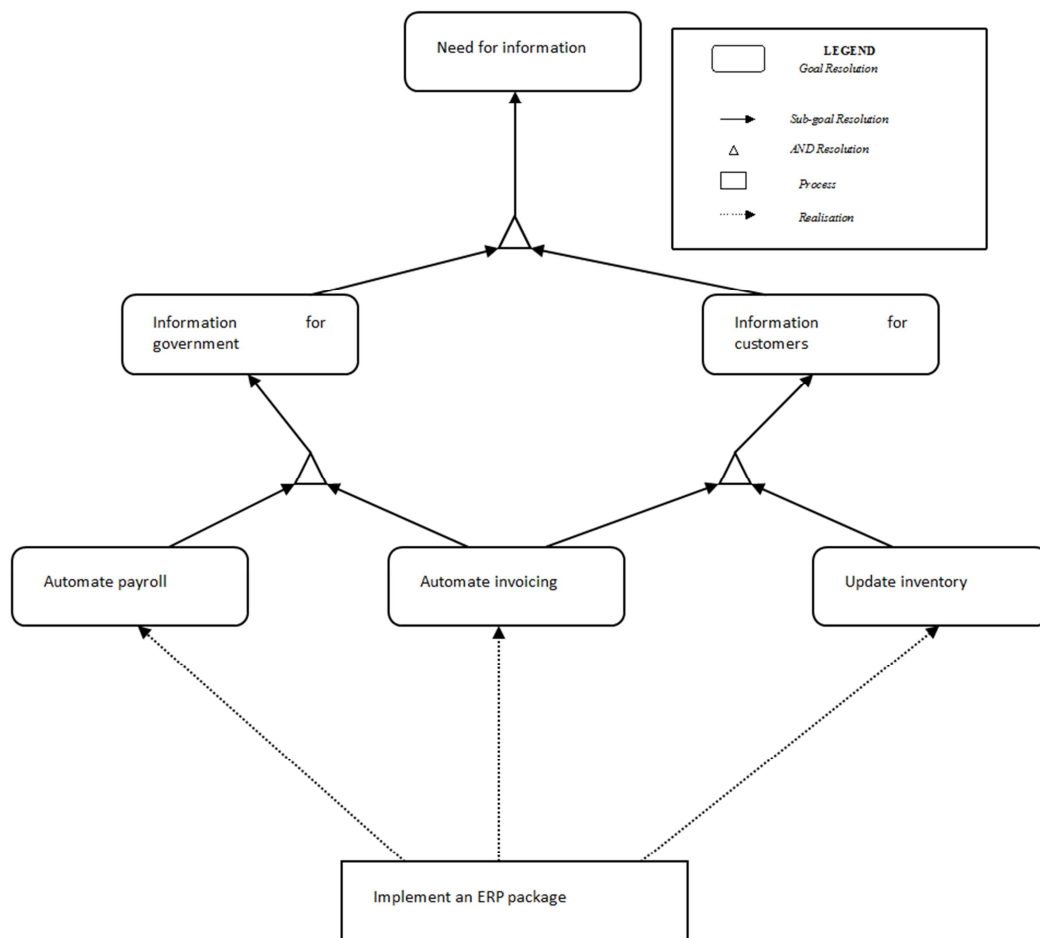 Need for information
LEGEND
Goal Resolution
Sub-goal Resolution
AND Resolution
Process
Realisation
Information for
government
Information for
customers
Automate payroll
Automate invoicing
Update inventory
Implement an ERP package